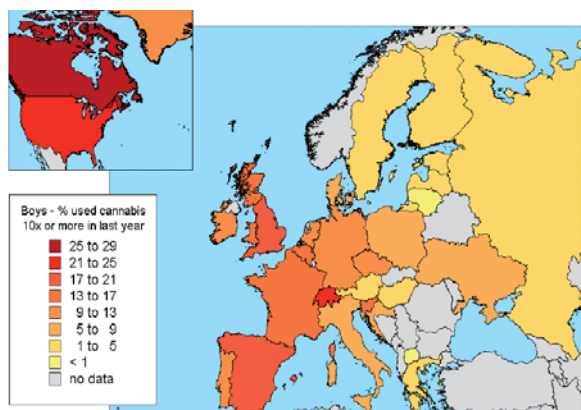 Boys - % used cannabis
10x or more in last year
25 to 29
21 to 25
17 to 21
13 to 17
9 to 13
5 to 9
1 to 5
< 1
no data